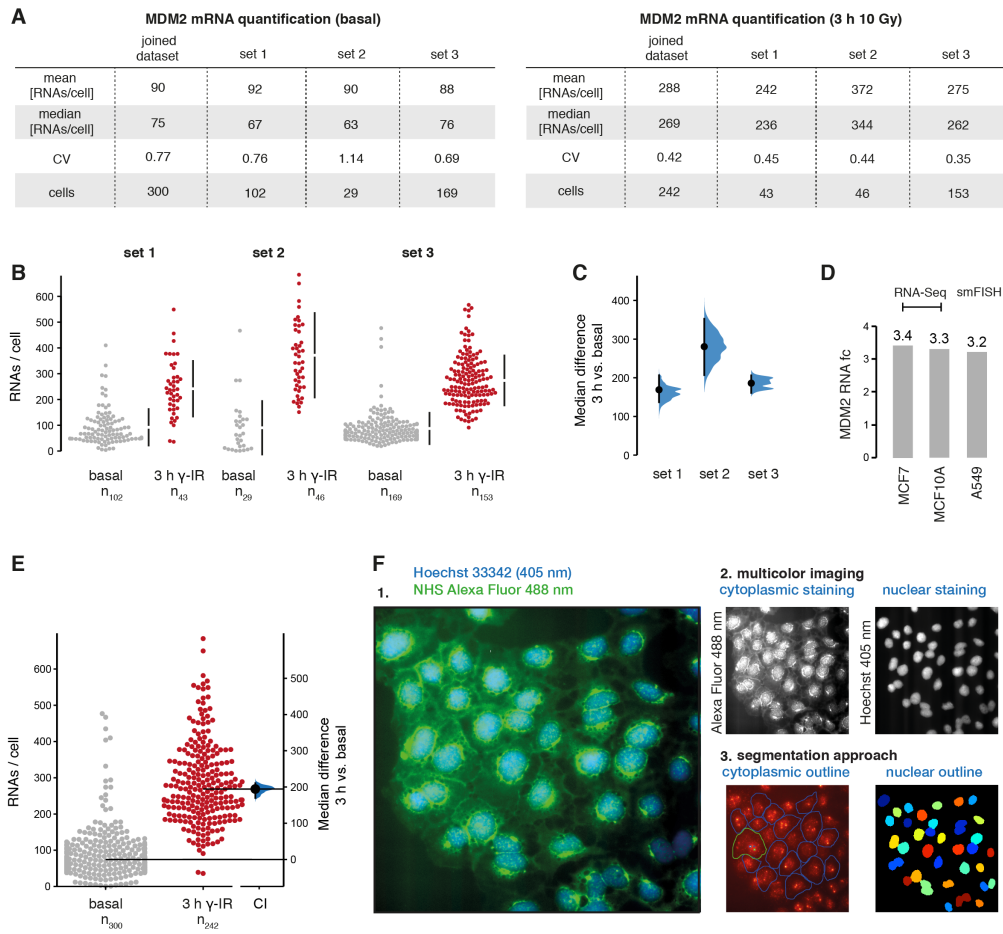 A
MDM2 mRNA quantification (basal)
joined dataset set 1 set 2 set 3
mean [RNAs/cell] 90 92 90 88
median [RNAs/cell] 75 67 63 76
CV 0.77 0.76 1.14 0.69
cells 300 102 29 169
MDM2 mRNA quantification (3 h 10 Gy)
joined dataset set 1 set 2 set 3
mean [RNAs/cell] 288 242 372 275
median [RNAs/cell] 269 236 344 262
CV 0.42 0.45 0.44 0.35
cells 242 43 46 153
B
set 1 set 2 set 3
RNAs / cell
600
500
400
300
200
100
0
basal 3 h γ-IR basal 3 h γ-IR basal 3 h γ-IR
n102 n43 n29 n46 n169 n153
C
Median difference
3 h vs. basal
400
300
200
100
0
set 1 set 2 set 3
D
RNA-Seq smFISH
MDM2 RNA fc
4
3
2
1
0
3.4 3.3 3.2
MCF7 MCF10A A549
E
RNAs / cell
600
500
400
300
200
100
0
Median difference
3 h vs. basal
500
400
300
200
100
0
basal 3 h γ-IR CI
n300 n242
F
Hoechst 33342 (405 nm)
1. NHS Alexa Fluor 488 nm
2. multicolor imaging
cytoplasmic staining nuclear staining
Alexa Fluor 488 nm
Hoechst 405 nm
3. segmentation approach
cytoplasmic outline nuclear outline